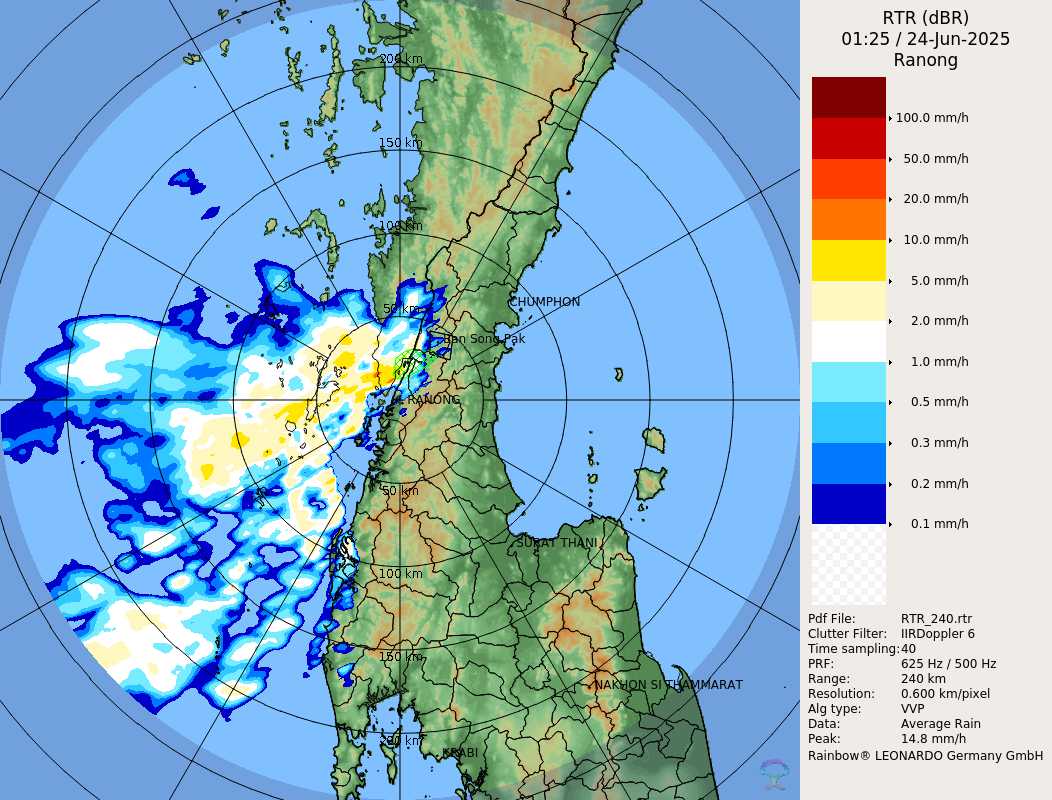 RTR (dBR)
01:25 / 24-Jun-2025
Ranong
100.0 mm/h
50.0 mm/h
20.0 mm/h
10.0 mm/h
5.0 mm/h
2.0 mm/h
1.0 mm/h
0.5 mm/h
0.3 mm/h
0.2 mm/h
0.1 mm/h
Pdf File: RTR_240.rtr
Clutter Filter: IIRDoppler 6
Time sampling:40
PRF: 625 Hz / 500 Hz
Range: 240 km
Resolution: 0.600 km/pixel
Alg type: VVP
Data: Average Rain
Peak: 14.8 mm/h
Rainbow® LEONARDO Germany GmbH
200 km
150 km
100 km
50 km
CHUMPHON
Ban Song Pak
RANONG
50 km
SURAT THANI
100 km
150 km
NAKHON SI THAMMARAT
200 km
KRABI